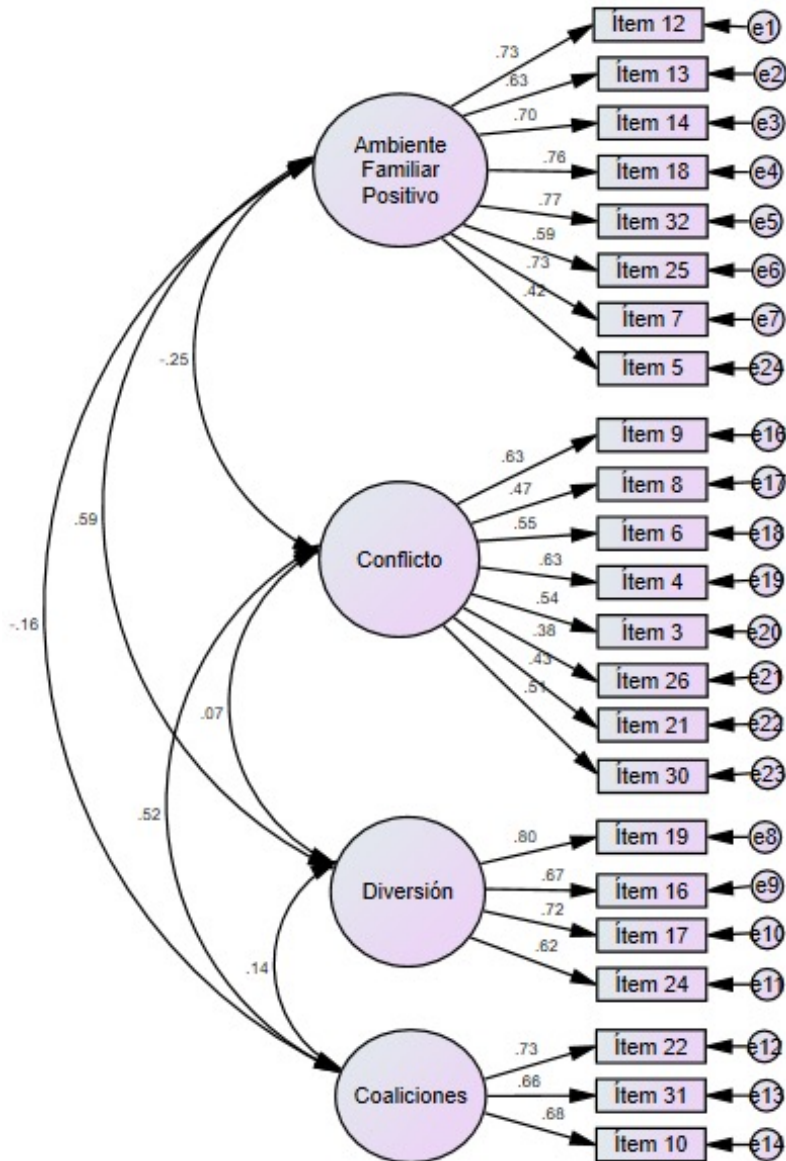 Ítem 12
e1
.73
Ítem 13
e2
.63
Ítem 14
e3
.70
Ambiente
Familiar
Positivo
Ítem 18
e4
.76
Ítem 32
e5
.77
Ítem 25
e6
.59
Ítem 7
e7
.73
Ítem 5
e24
.42
-.25
Ítem 9
e16
.63
Ítem 8
e17
.47
.59
Ítem 6
e18
.55
Conflicto
Ítem 4
e19
.63
Ítem 3
e20
.54
-.16
Ítem 26
e21
.38
Ítem 21
e22
.43
Ítem 30
e23
.51
.07
.52
Ítem 19
e8
.80
Diversión
Ítem 16
e9
.67
Ítem 17
e10
.72
Ítem 24
e11
.62
.14
Ítem 22
e12
.73
Coaliciones
Ítem 31
e13
.66
Ítem 10
e14
.68